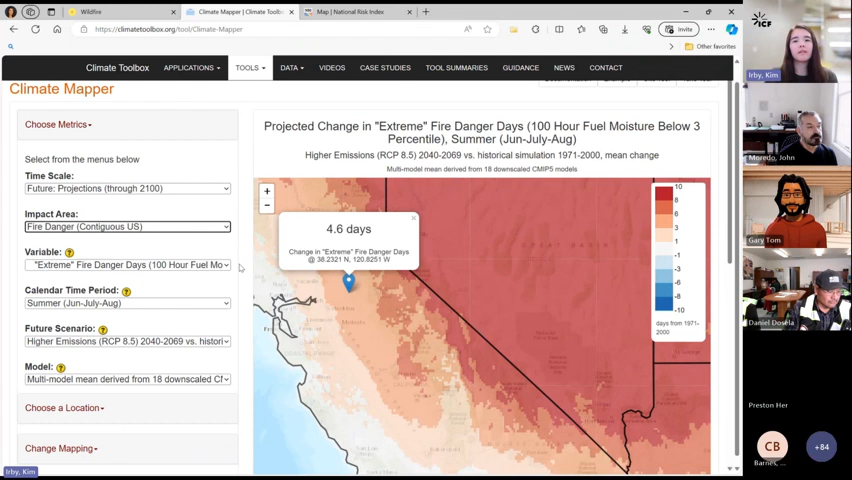 Wildfire
Climate Mapper | Climate Toolbox
Map | National Risk Index
https://climatetoolbox.org/tool/Climate-Mapper
Invite
Other favorites
Climate Toolbox
APPLICATIONS
TOOLS
DATA
VIDEOS
CASE STUDIES
TOOL SUMMARIES
GUIDANCE
NEWS
CONTACT
Climate Mapper
Choose Metrics
Select from the menus below
Time Scale:
Future: Projections (through 2100)
Impact Area:
Fire Danger (Contiguous US)
Variable:
"Extreme" Fire Danger Days (100 Hour Fuel Mo
Calendar Time Period:
Summer (Jun-July-Aug)
Future Scenario:
Higher Emissions (RCP 8.5) 2040-2069 vs. histori
Model:
Multi-model mean derived from 18 downscaled CM
Choose a Location
Change Mapping
Projected Change in "Extreme" Fire Danger Days (100 Hour Fuel Moisture Below 3
Percentile), Summer (Jun-July-Aug)
Higher Emissions (RCP 8.5) 2040-2069 vs. historical simulation 1971-2000, mean change
Multi-model mean derived from 18 downscaled CMIP5 models
+
−
4.6 days
Change in "Extreme" Fire Danger Days
@ 38.2321 N, 120.8251 W
GREAT BASIN
Modesto
10
8
6
3
1
-1
-3
-6
-8
-10
days from 1971-
2000
ICF
Irby, Kim
Moredo, John
Gary Tom
Daniel Dosela
Preston Her
CB
Barnes, ...
+84
Irby, Kim